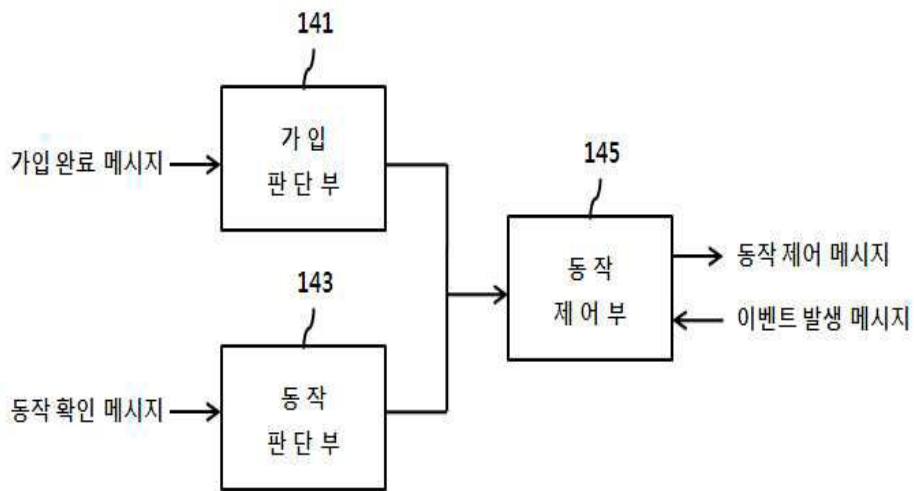 141
가 입
판 단 부
가입 완료 메시지
145
동 작
제 어 부
동작 제어 메시지
이벤트 발생 메시지
143
동 작
판 단 부
동작 확인 메시지